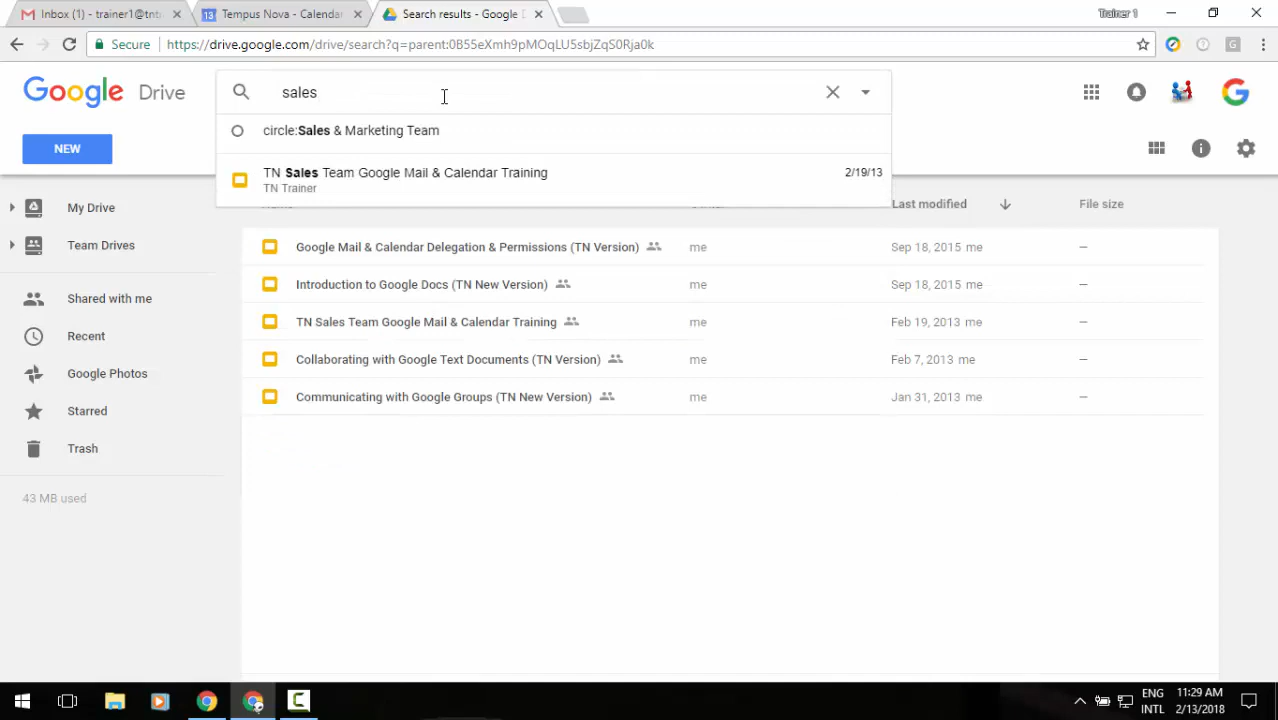 Inbox (1) - trainer1@tntr
Tempus Nova - Calenda
Search results - Google D
Trainer 1
Secure
https://drive.google.com/drive/search?q=parent:0B55eXmh9pMOqLU5sbjZqS0Rja0k
Google Drive
sales
circle:Sales & Marketing Team
TN Sales Team Google Mail & Calendar Training
2/19/13
TN Trainer
NEW
Last modified
File size
My Drive
Team Drives
Shared with me
Recent
Google Photos
Starred
Trash
43 MB used
Google Mail & Calendar Delegation & Permissions (TN Version) me Sep 18, 2015 me –
Introduction to Google Docs (TN New Version) me Sep 18, 2015 me –
TN Sales Team Google Mail & Calendar Training me Feb 19, 2013 me –
Collaborating with Google Text Documents (TN Version) me Feb 7, 2013 me –
Communicating with Google Groups (TN New Version) me Jan 31, 2013 me –
ENG
INTL
11:29 AM
2/13/2018